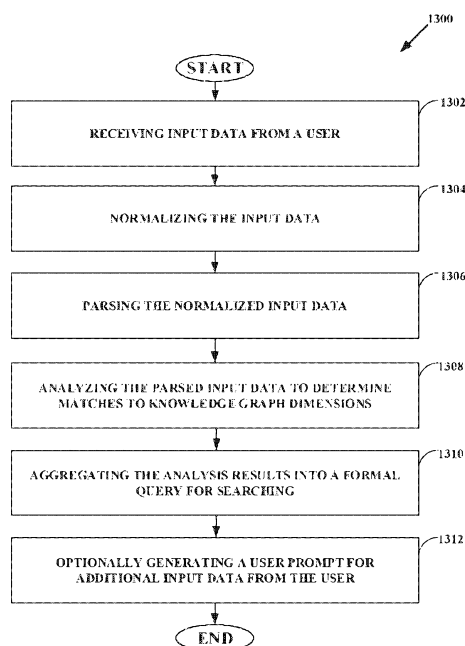 1300
START
1302
RECEIVING INPUT DATA FROM A USER
1304
NORMALIZING THE INPUT DATA
1306
PARSING THE NORMALIZED INPUT DATA
1308
ANALYZING THE PARSED INPUT DATA TO DETERMINE
MATCHES TO KNOWLEDGE GRAPH DIMENSIONS
1310
AGGREGATING THE ANALYSIS RESULTS INTO A FORMAL
QUERY FOR SEARCHING
1312
OPTIONALLY GENERATING A USER PROMPT FOR
ADDITIONAL INPUT DATA FROM THE USER
END